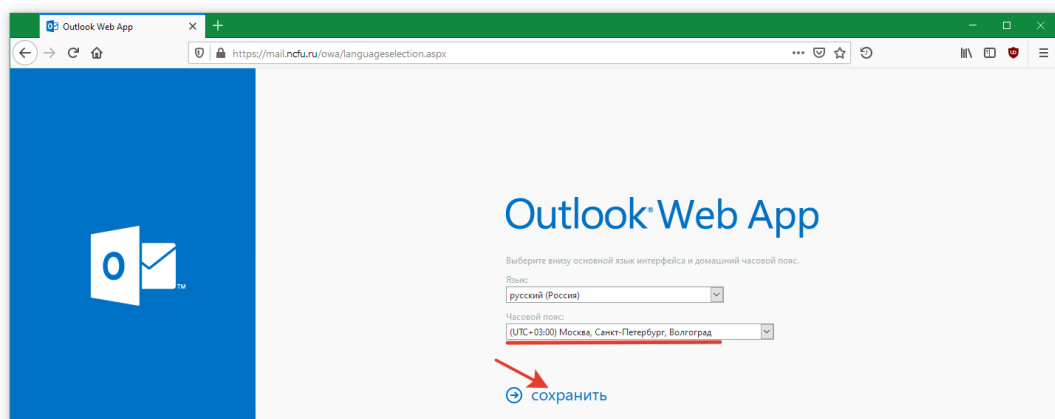 Outlook Web App
https://mail.ncfu.ru/owa/languageselection.aspx
Outlook Web App
Выберите внизу основной язык интерфейса и домашний часовой пояс.
Язык:
русский (Россия)
Часовой пояс:
(UTC+03:00) Москва, Санкт-Петербург, Волгоград
сохранить
O
TM